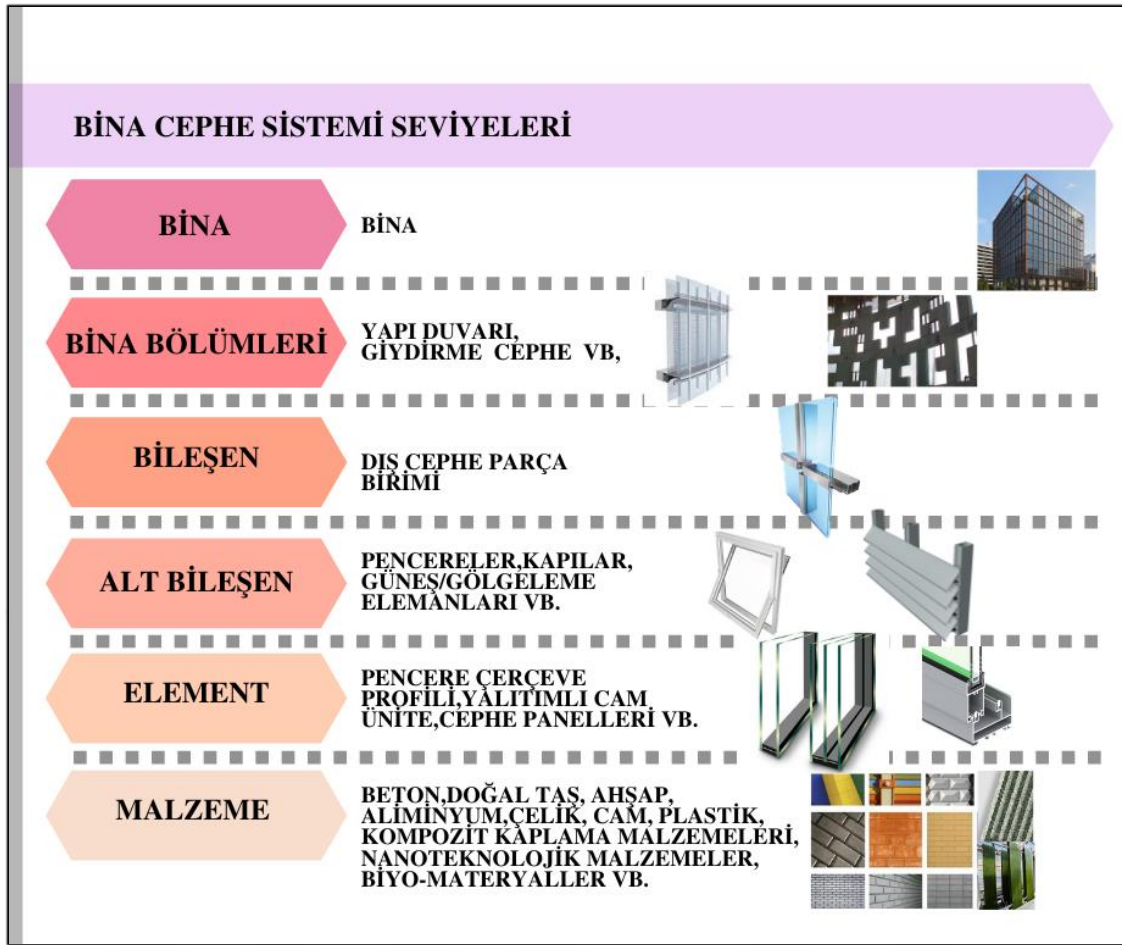 BİNA CEPHE SİSTEMİ SEVİYELERİ
BİNA
BİNA
BİNA BÖLÜMLERİ
YAPI DUVARI,
GİYDİRME CEPHE VB,
BİLEŞEN
DIŞ CEPHE PARÇA
BİRİMİ
ALT BİLEŞEN
PENCERELER,KAPILAR,
GÜNEŞ/GÖLGELEME
ELEMANLARI VB.
ELEMENT
PENCERE ÇERÇEVE
PROFİLİ,YALITIMLI CAM
ÜNİTE,CEPHE PANELLERİ VB.
MALZEME
BETON,DOĞAL TAŞ, AHŞAP,
ALİMİNYUM,ÇELİK, CAM, PLASTİK,
KOMPOZİT KAPLAMA MALZEMELERİ,
NANOTEKNOLOJİK MALZEMELER,
BİYO-MATERYALLER VB.